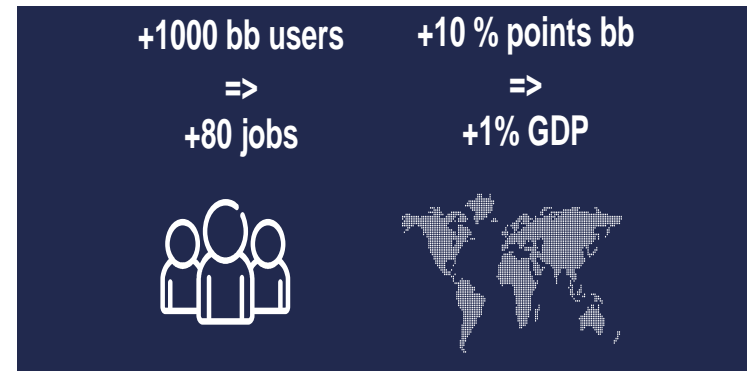 +1000 bb users
=>
+80 jobs
+10 % points bb
=>
+1% GDP